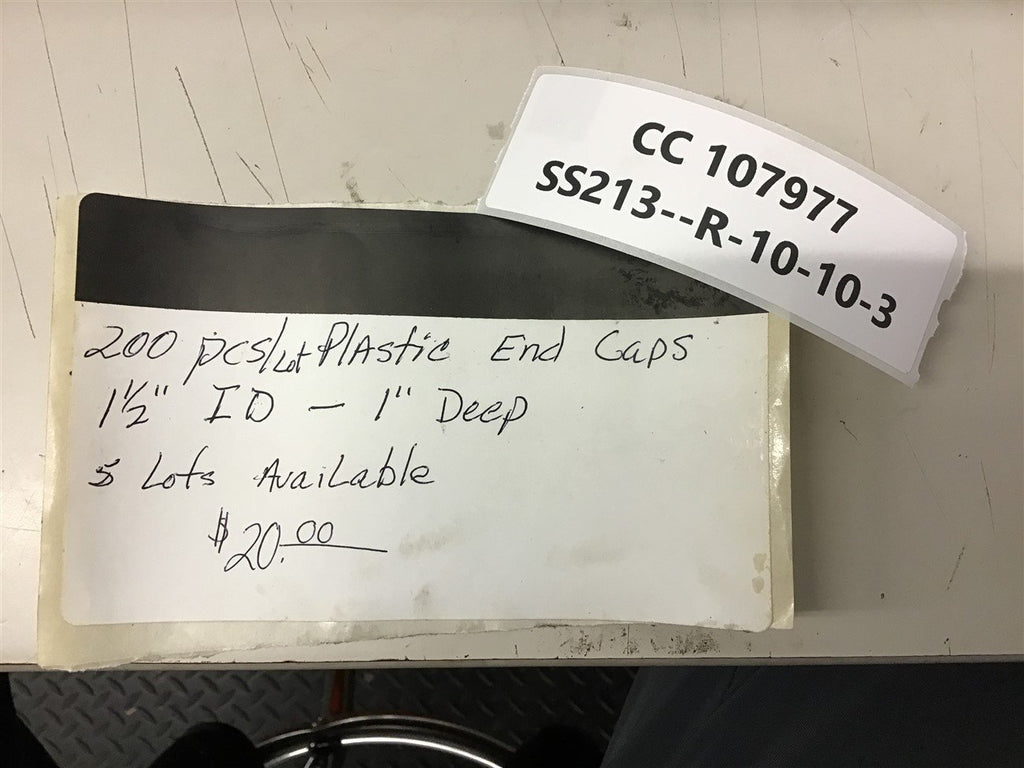 CC 107977
SS213--R-10-10-3
200 pcs/Lot Plastic End Caps
1½" ID - 1" Deep
5 Lots Available
$20.00